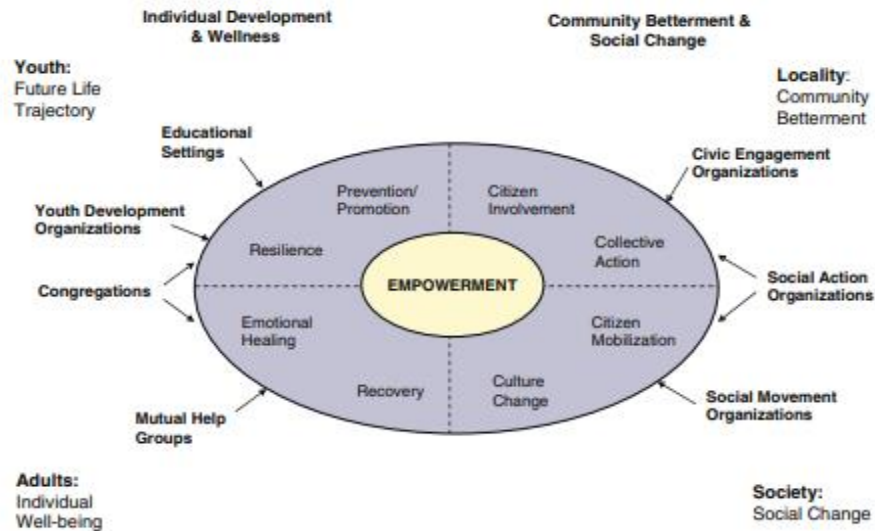 Individual Development
& Wellness
Community Betterment &
Social Change
Youth:
Future Life
Trajectory
Locality:
Community
Betterment
Educational
Settings
Civic Engagement
Organizations
Prevention/
Promotion
Citizen
Involvement
Youth Development
Organizations
Resilience
Collective
Action
Congregations
EMPOWERMENT
Social Action
Organizations
Emotional
Healing
Citizen
Mobilization
Recovery
Culture
Change
Mutual Help
Groups
Social Movement
Organizations
Adults:
Individual
Well-being
Society:
Social Change